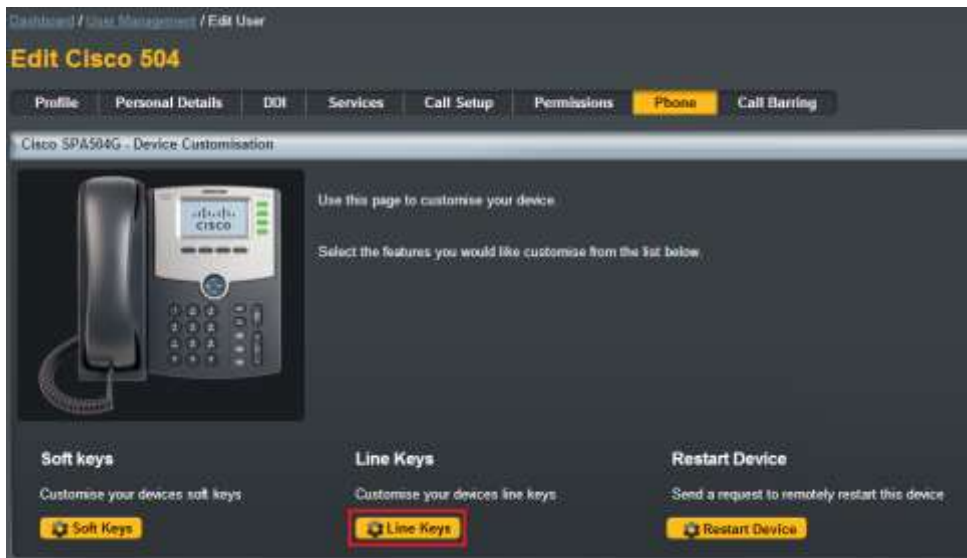 Dashboard / User Management / Edit User
Edit Cisco 504
Profile Personal Details DDI Services Call Setup Permissions Phone Call Barring
Cisco SPA504G - Device Customisation
CISCO
Use this page to customise your device
Select the features you would like customise from the list below
Soft keys
Customise your devices soft keys
Soft Keys
Line Keys
Customise your devices line keys
Line Keys
Restart Device
Send a request to remotely restart this device
Restart Device